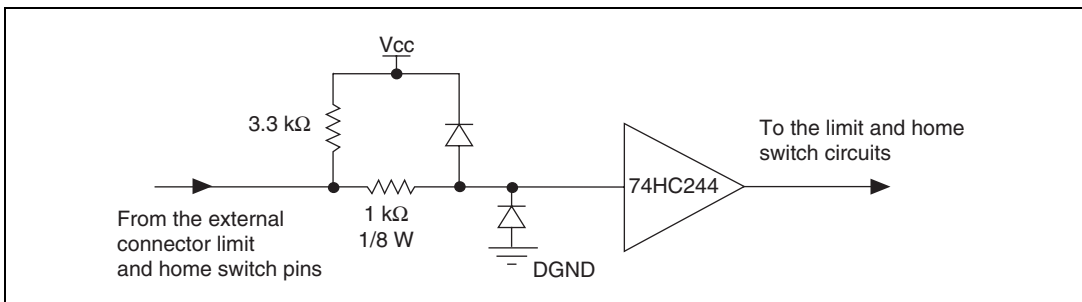 Vcc
3.3 kΩ
To the limit and home
switch circuits
74HC244
1 kΩ
1/8 W
From the external
connector limit
and home switch pins
DGND